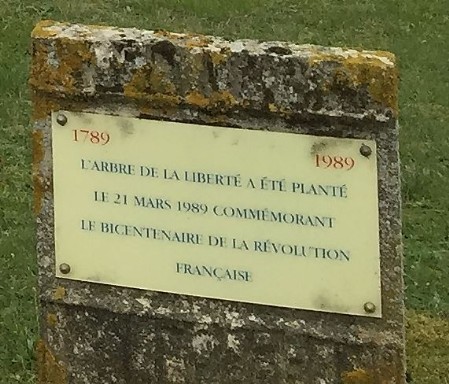 1789 1989
L'ARBRE DE LA LIBERTÉ A ÉTÉ PLANTÉ
LE 21 MARS 1989 COMMÉMORANT
LE BICENTENAIRE DE LA RÉVOLUTION
FRANÇAISE